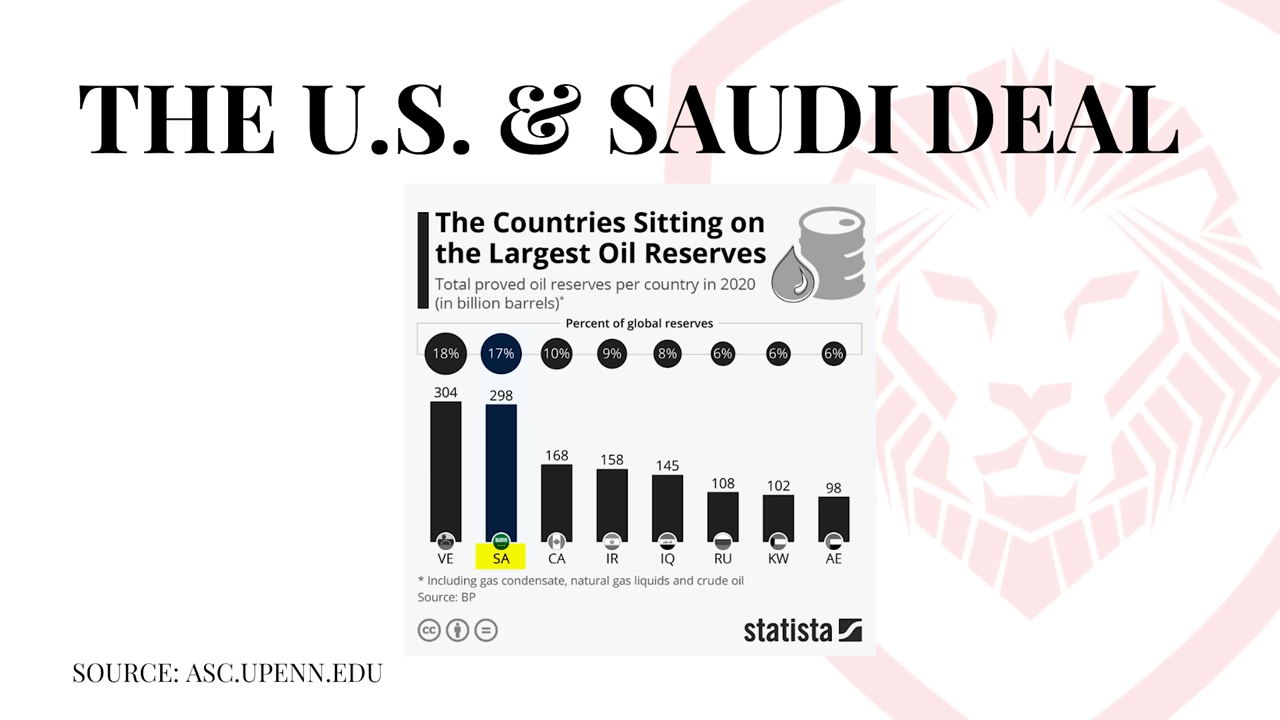 THE U.S. & SAUDI DEAL
The Countries Sitting on
the Largest Oil Reserves
Total proved oil reserves per country in 2020
(in billion barrels)*
Percent of global reserves
18% 17% 10% 9% 8% 6% 6% 6%
304 298 168 158 145 108 102 98
VE SA CA IR IQ RU KW AE
* Including gas condensate, natural gas liquids and crude oil
Source: BP
cc
statista
SOURCE: ASC.UPENN.EDU